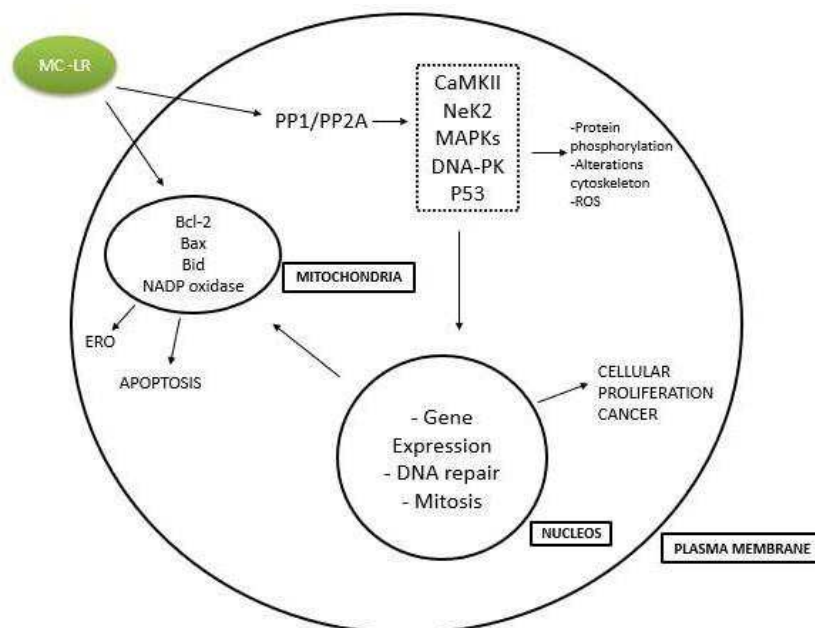 MC -LR
PP1/PP2A
CaMKII
NeK2
MAPKs
DNA-PK
P53
-Protein
phosphorylation
-Alterations
cytoskeleton
-ROS
Bcl-2
Bax
Bid
NADP oxidase
MITOCHONDRIA
ERO
APOPTOSIS
- Gene
Expression
- DNA repair
- Mitosis
CELLULAR
PROLIFERATION
CANCER
NUCLEOS
PLASMA MEMBRANE